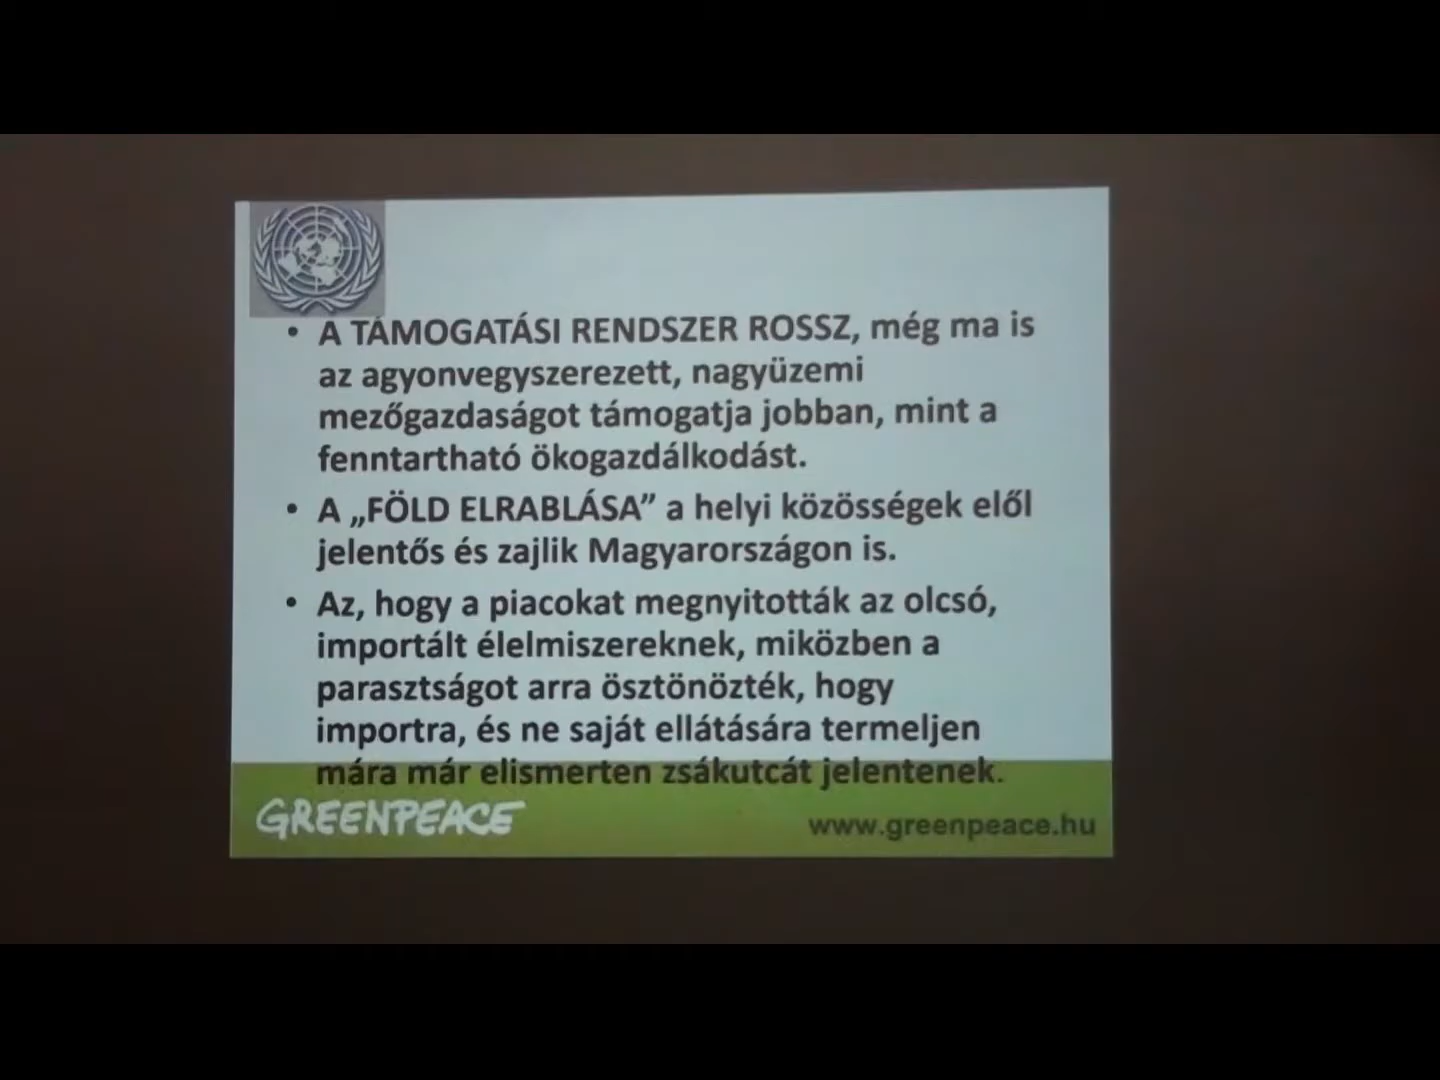 • A TÁMOGATÁSI RENDSZER ROSSZ, még ma is
az agyonvegyszerezett, nagyüzemi
mezőgazdaságot támogatja jobban, mint a
fenntartható ökogazdálkodást.
• A „FÖLD ELRABLÁSA” a helyi közösségek elől
jelentős és zajlik Magyarországon is.
• Az, hogy a piacokat megnyitották az olcsó,
importált élelmiszereknek, miközben a
parasztságot arra ösztönözték, hogy
importra, és ne saját ellátására termeljen
mára már elismerten zsákutcát jelentenek.
GREENPEACE
www.greenpeace.hu